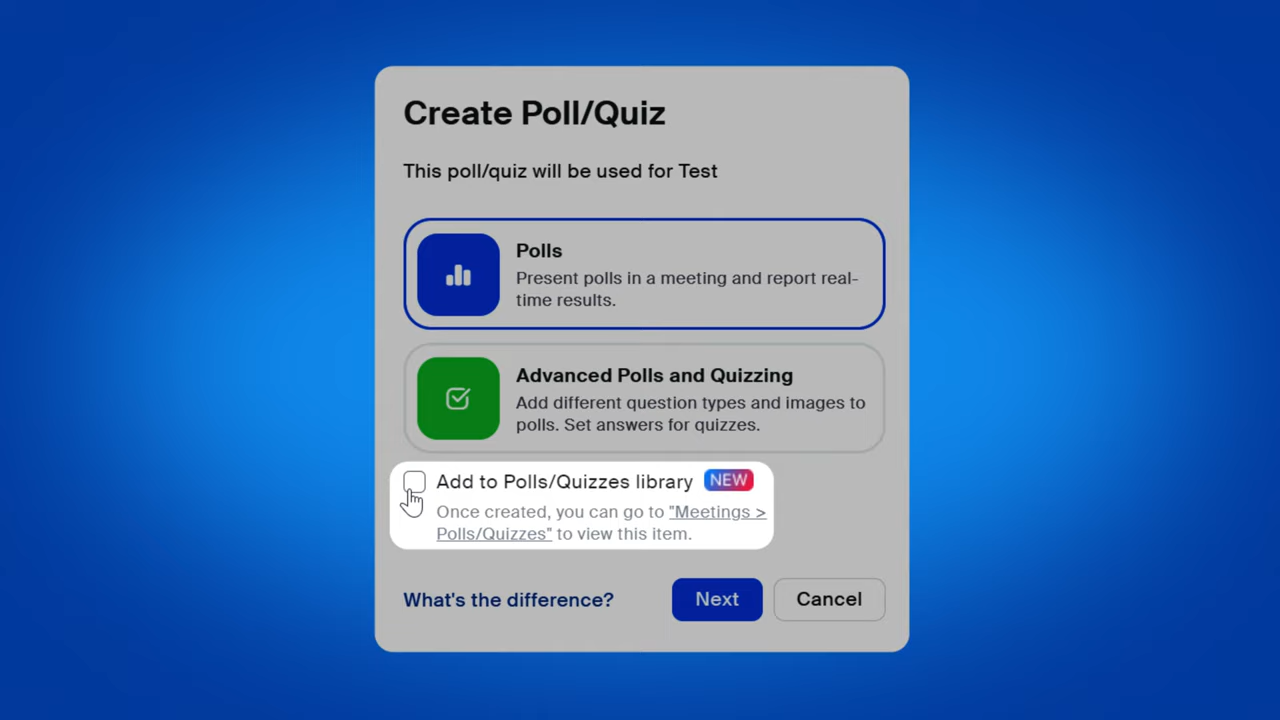 Create Poll/Quiz
This poll/quiz will be used for Test
Polls
Present polls in a meeting and report real-
time results.
Advanced Polls and Quizzing
Add different question types and images to
polls. Set answers for quizzes.
Add to Polls/Quizzes library NEW
Once created, you can go to "Meetings >
Polls/Quizzes" to view this item.
What's the difference? Next Cancel